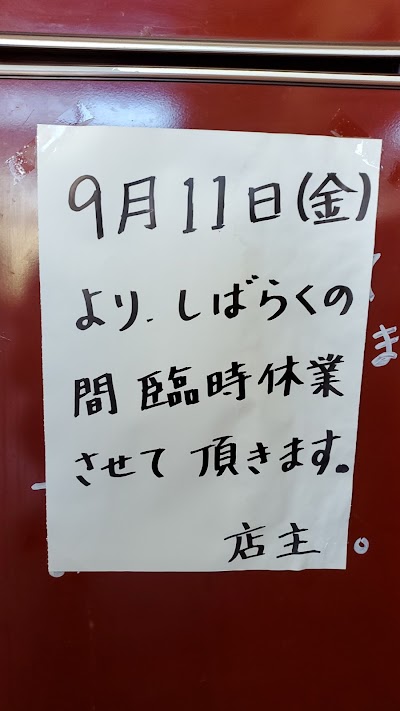 9月11日(金)
より、しばらくの
間 臨時休業
させて 頂きます。
店主
ま